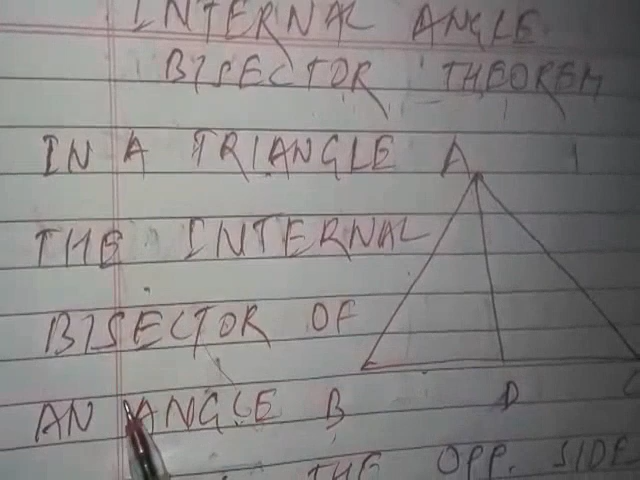 INTERNAL ANGLE
BISECTOR THEOREM
IN A TRIANGLE A
THE INTERNAL
BISECTOR OF
AN ANGLE B D C
THE OPP. SIDE